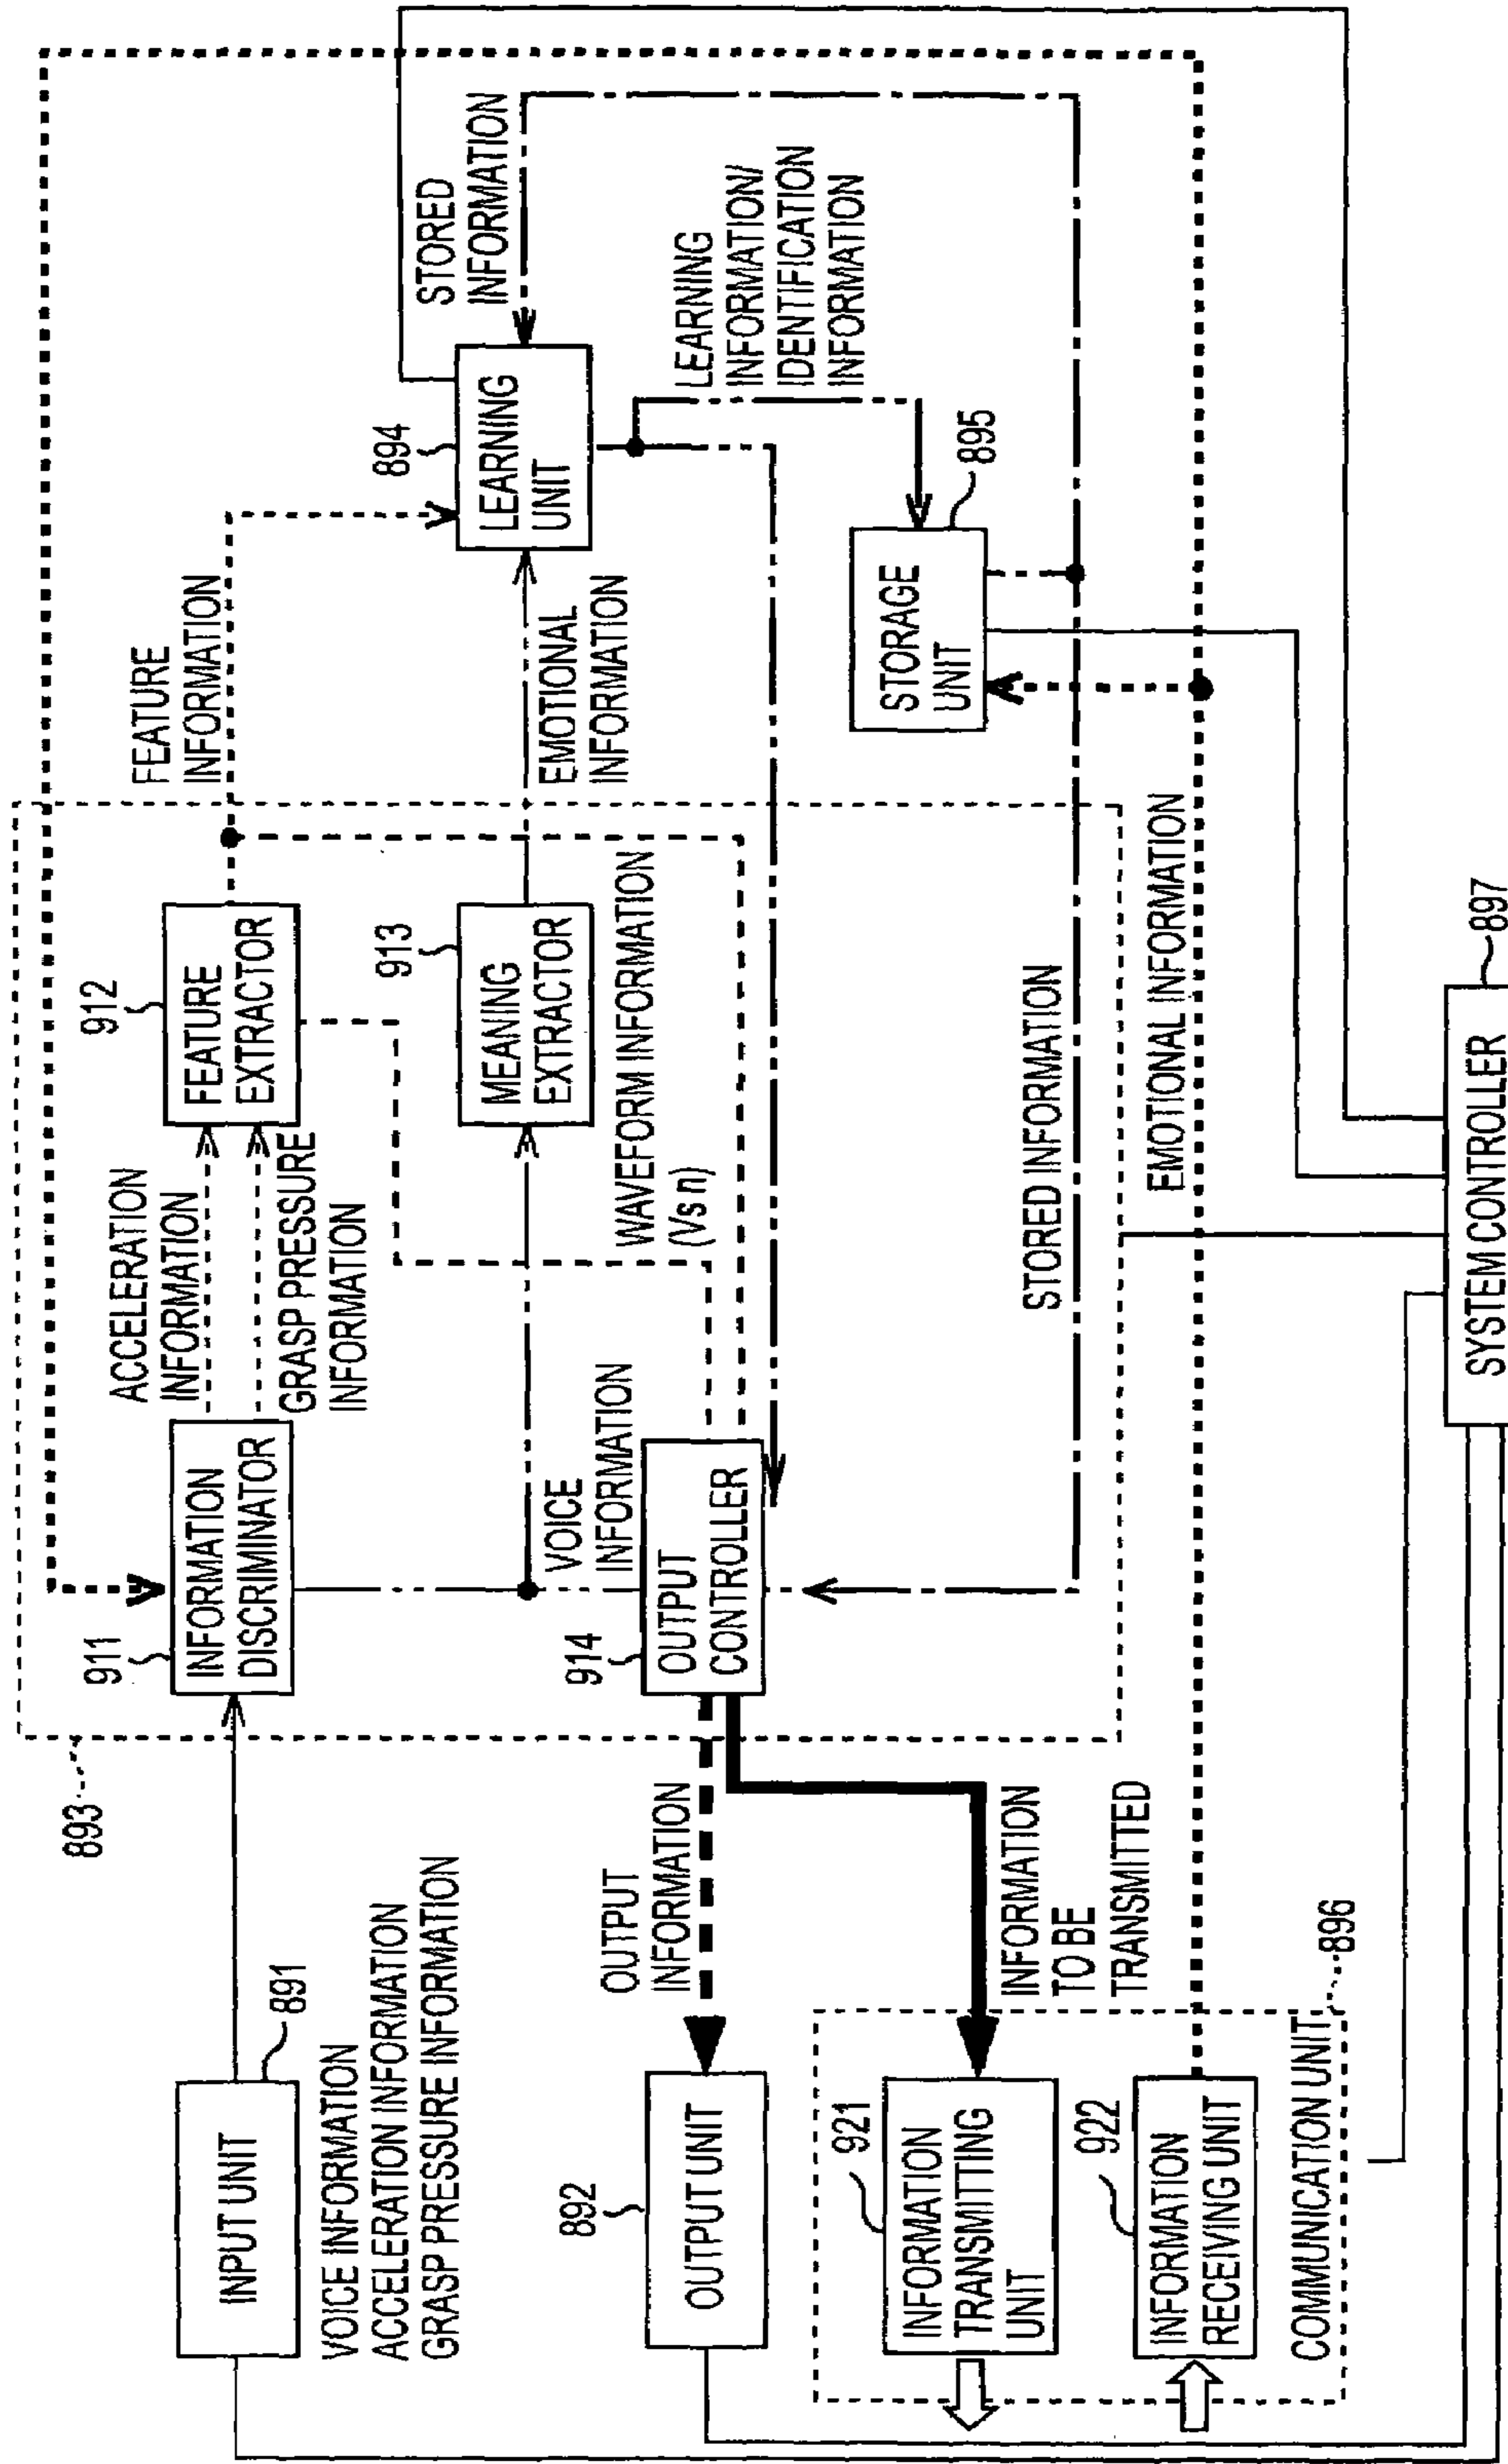 893
INPUT UNIT
891
VOICE INFORMATION
ACCELERATION INFORMATION
GRASP PRESSURE INFORMATION
911
INFORMATION
DISCRIMINATOR
ACCELERATION
INFORMATION
GRASP PRESSURE
INFORMATION
912
FEATURE
EXTRACTOR
FEATURE
INFORMATION
913
MEANING
EXTRACTOR
EMOTIONAL
INFORMATION
894
LEARNING
UNIT
STORED
INFORMATION
LEARNING
INFORMATION/
IDENTIFICATION
INFORMATION
VOICE
INFORMATION
WAVEFORM INFORMATION
(Vs n)
892
OUTPUT UNIT
OUTPUT
INFORMATION
914
OUTPUT
CONTROLLER
895
STORAGE
UNIT
921
INFORMATION
TRANSMITTING
UNIT
INFORMATION
TO BE
TRANSMITTED
STORED INFORMATION
922
INFORMATION
RECEIVING UNIT
EMOTIONAL INFORMATION
COMMUNICATION UNIT
896
SYSTEM CONTROLLER
897